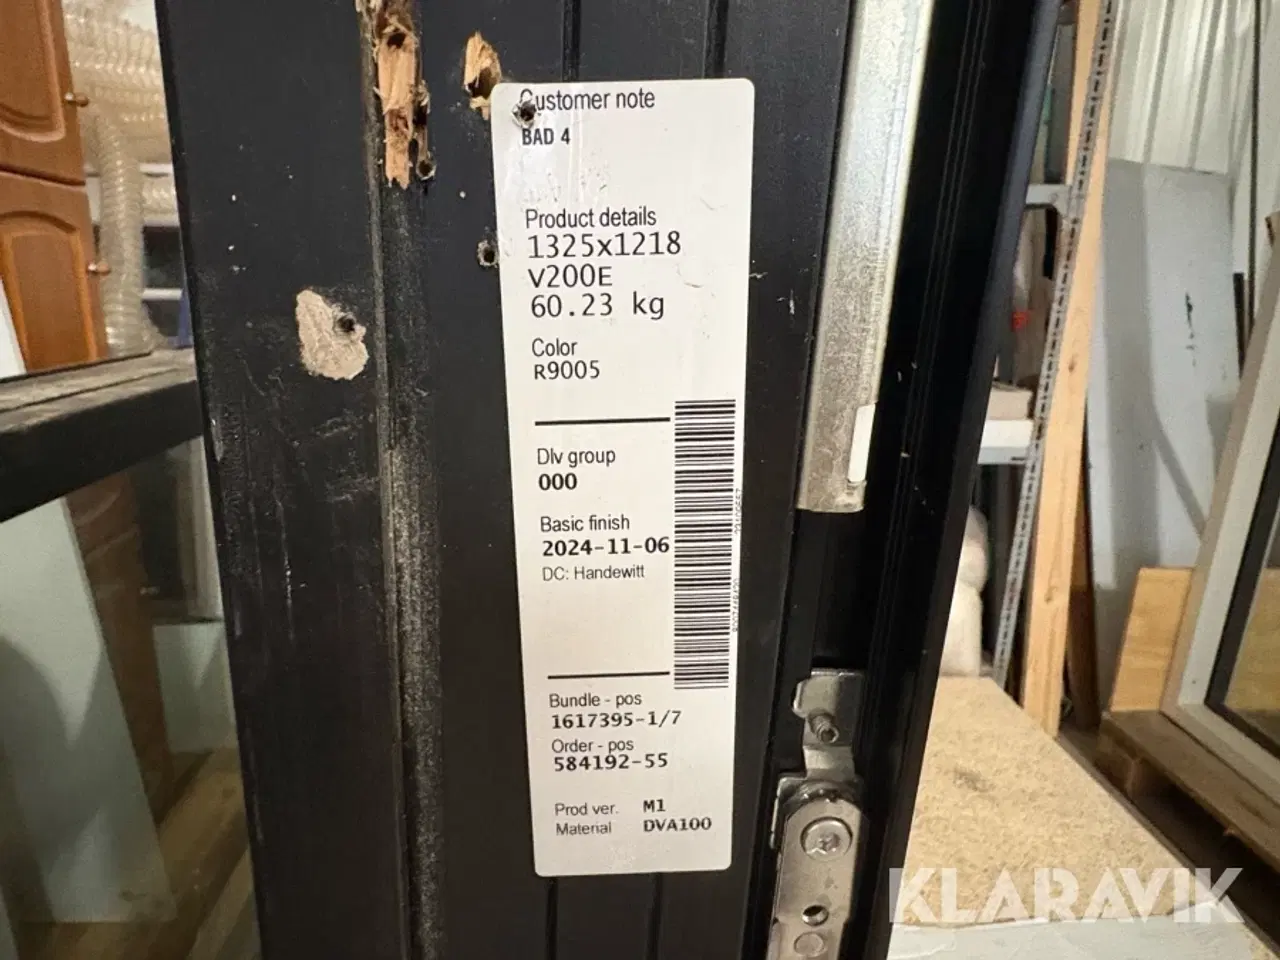 Customer note
BAD 4
Product details
1325x1218
V200E
60.23 kg
Color
R9005
Dlv group
000
Basic finish
2024-11-06
DC: Handewitt
Bundle - pos
1617395-1/7
Order - pos
584192-55
Prod ver. M1
Material DVA100
KLARAVIK